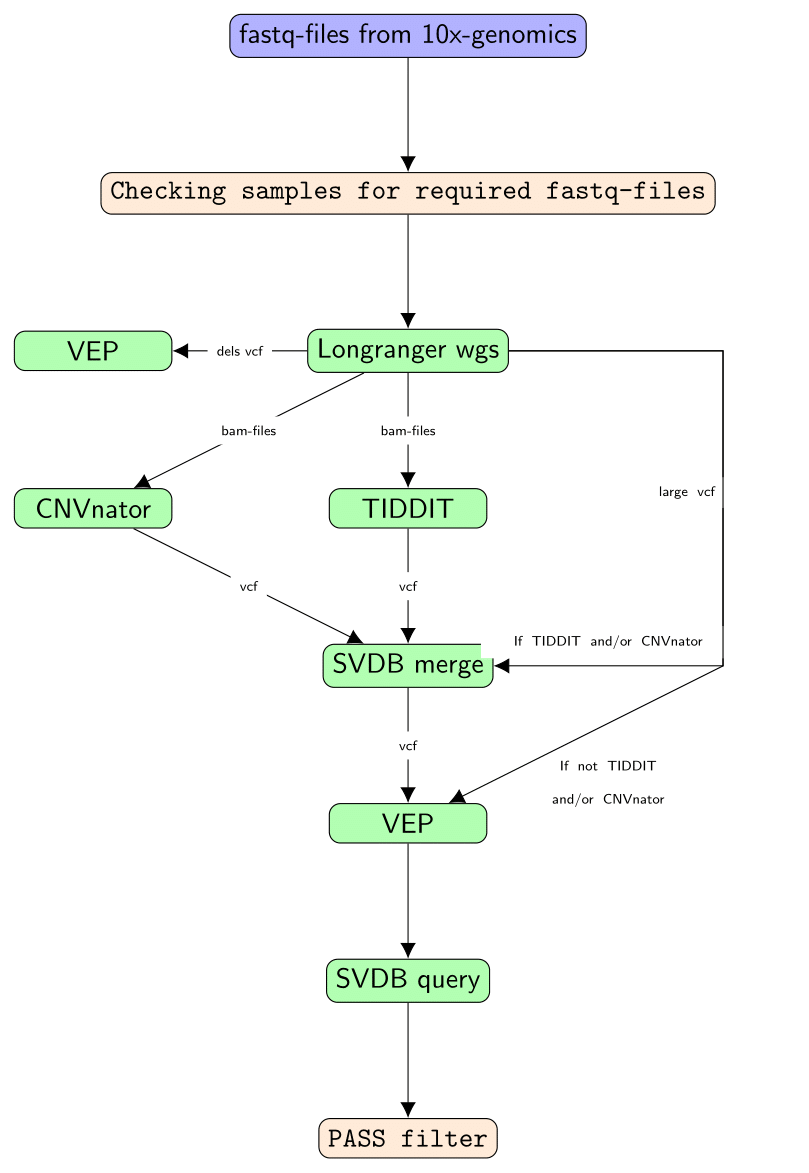 fastq-files from 10x-genomics
Checking samples for required fastq-files
VEP
dels vcf
Longranger wgs
bam-files
bam-files
CNVnator
TIDDIT
large vcf
vcf
vcf
If TIDDIT and/or CNVnator
SVDB merge
vcf
If not TIDDIT
and/or CNVnator
VEP
SVDB query
PASS filter